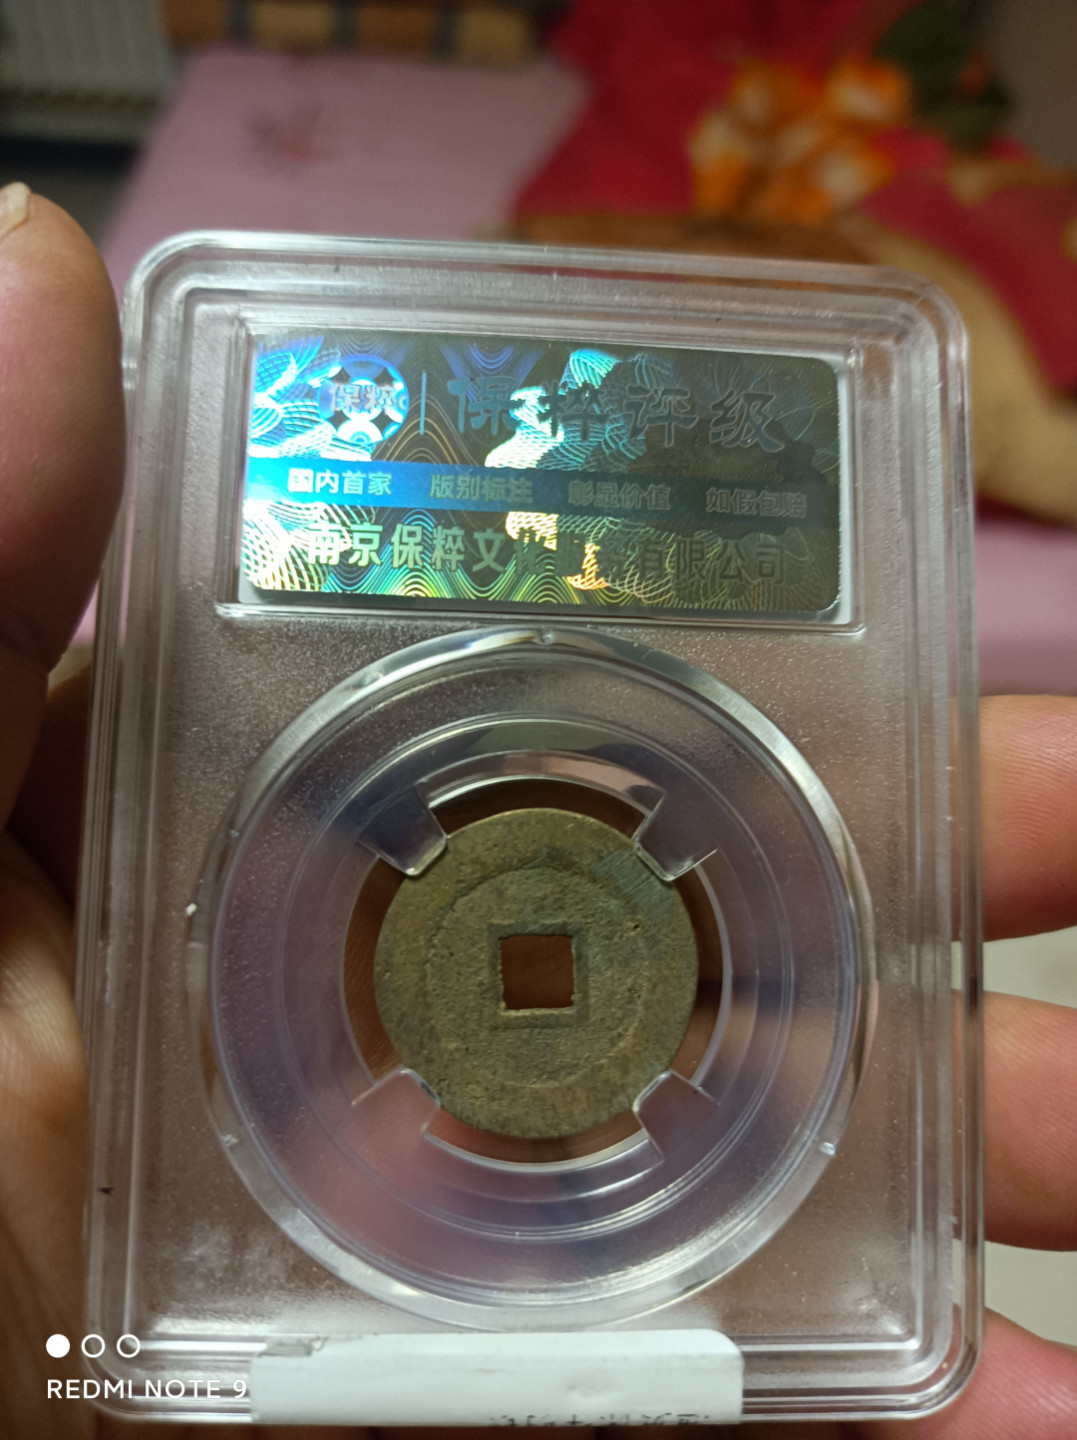 保粹 保粹评级
国内首家 版别标注 彰显价值 如假包赔
南京保粹文化 有限公司
REDMI NOTE 9